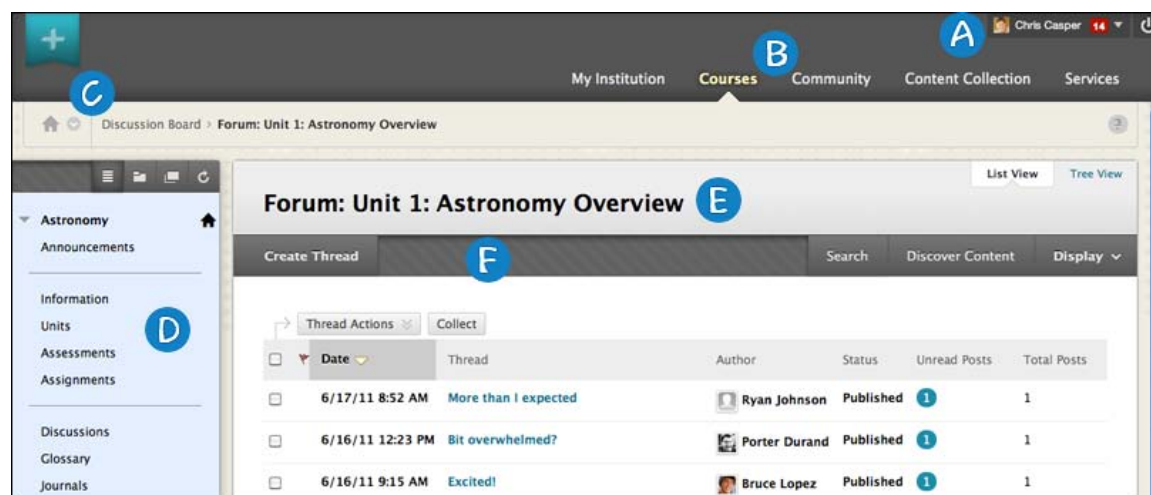 A
Chris Casper 14
B
My Institution Courses Community Content Collection Services
C
Discussion Board > Forum: Unit 1: Astronomy Overview ?
List View Tree View
Forum: Unit 1: Astronomy Overview E
Astronomy
Announcements
Create Thread F Search Discover Content Display
Information
Units
D
Assessments
Assignments
Thread Actions Collect
Date Thread Author Status Unread Posts Total Posts
6/17/11 8:52 AM More than I expected Ryan Johnson Published 1 1
6/16/11 12:23 PM Bit overwhelmed? Porter Durand Published 1 1
6/16/11 9:15 AM Excited! Bruce Lopez Published 1 1
Discussions
Glossary
Journals